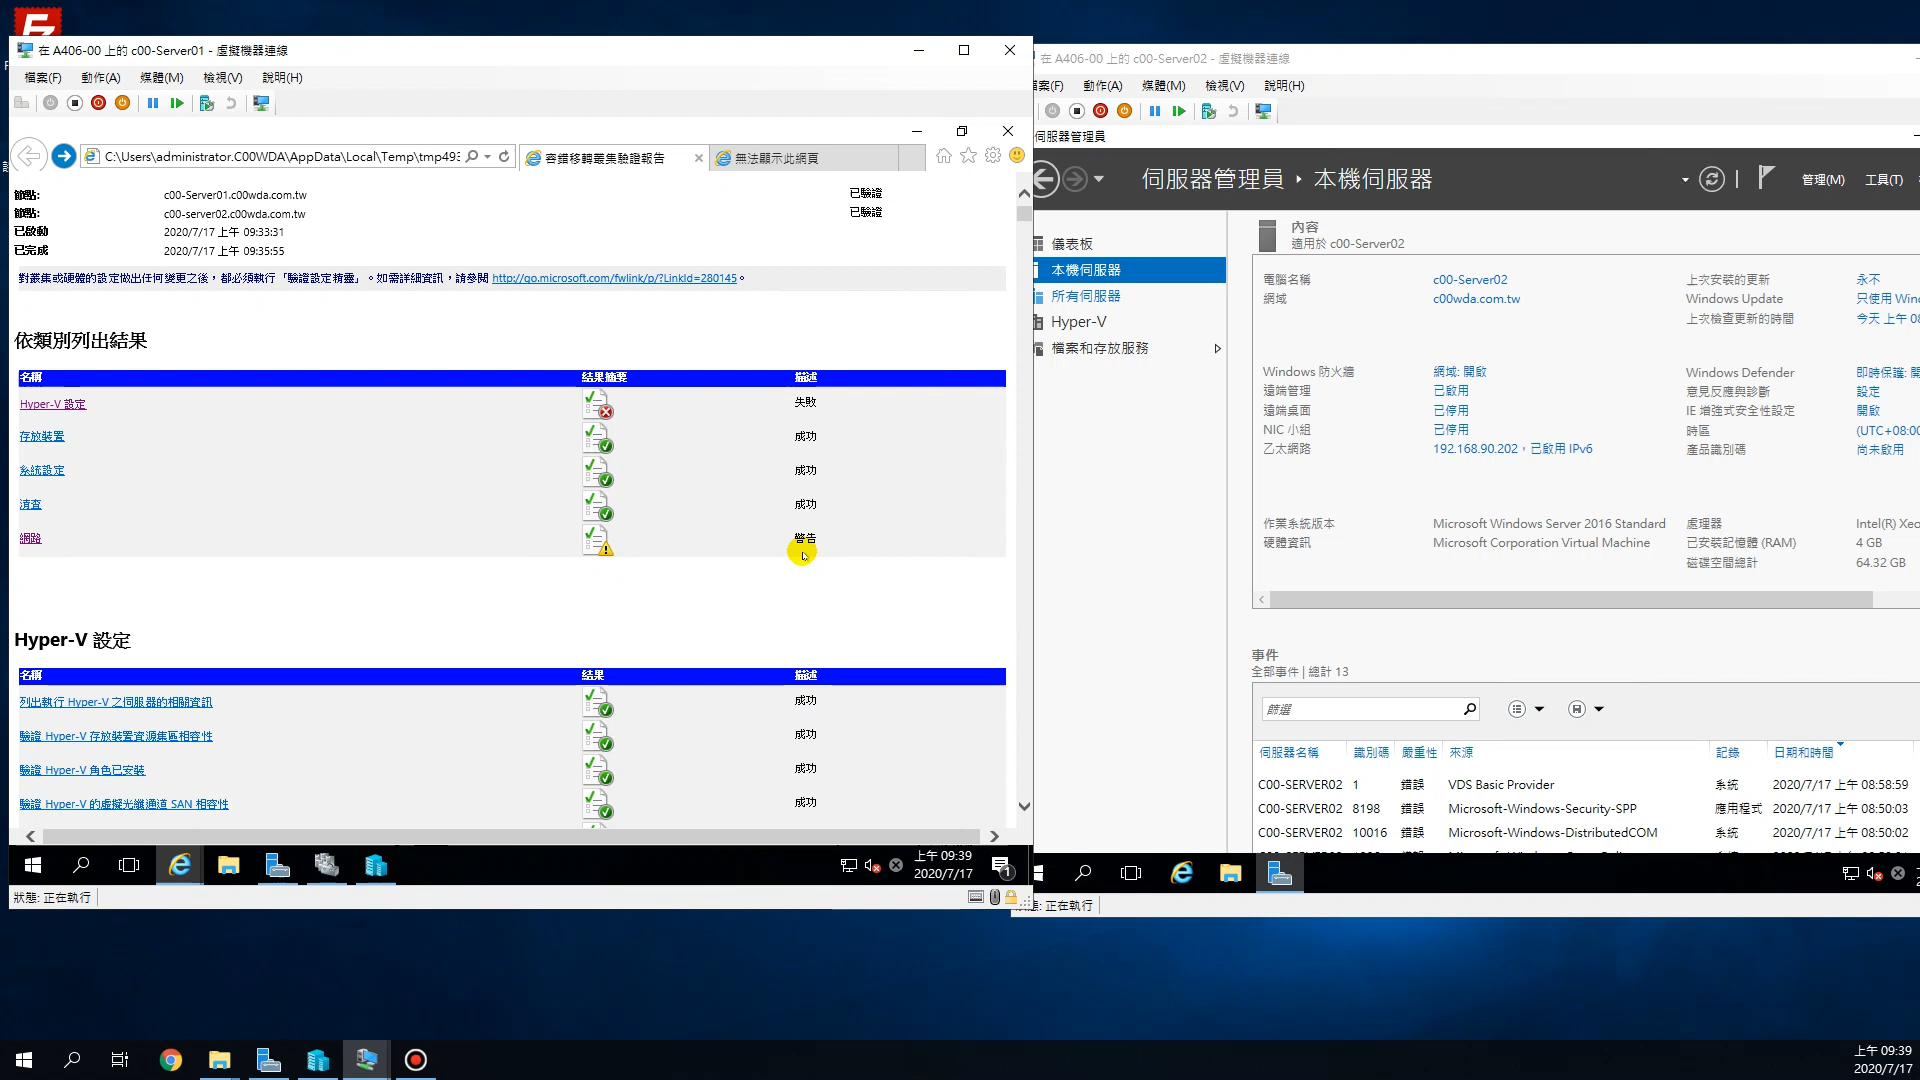 在 A406-00 上的 c00-Server01 - 虛擬機器連線
檔案(F) 動作(A) 媒體(M) 檢視(V) 說明(H)
C:\Users\administrator.C00WDA\AppData\Local\Temp\tmp493
容錯移轉叢集驗證報告
無法顯示此網頁
節點: c00-Server01.c00wda.com.tw 已驗證
節點: c00-server02.c00wda.com.tw 已驗證
已啟動 2020/7/17 上午 09:33:31
已完成 2020/7/17 上午 09:35:55
對叢集或硬體的設定做出任何變更之後，都必須執行「驗證設定精靈」。如需詳細資訊，請參閱 http://go.microsoft.com/fwlink/p/?LinkId=280145。
依類別列出結果
名稱 結果摘要 描述
Hyper-V 設定 失敗
存放裝置 成功
系統設定 成功
清查 成功
網路 警告
Hyper-V 設定
名稱 結果 描述
列出執行 Hyper-V 之伺服器的相關資訊 成功
驗證 Hyper-V 存放裝置資源集區相容性 成功
驗證 Hyper-V 角色已安裝 成功
驗證 Hyper-V 的虛擬光纖通道 SAN 相容性 成功
上午 09:39
2020/7/17
1
狀態: 正在執行
在 A406-00 上的 c00-Server02 - 虛擬機器連線
案(F) 動作(A) 媒體(M) 檢視(V) 說明(H)
伺服器管理員
伺服器管理員 本機伺服器
管理(M) 工具(T)
儀表板
本機伺服器
所有伺服器
Hyper-V
檔案和存放服務
內容
適用於 c00-Server02
電腦名稱 c00-Server02 上次安裝的更新 永不
網域 c00wda.com.tw Windows Update 只使用
上次檢查更新的時間 今天 上午
Windows 防火牆 網域: 開啟 Windows Defender 即時保護:
遠端管理 已啟用 意見反應與診斷 設定
遠端桌面 已停用 IE 增強式安全性設定 開啟
NIC 小組 已停用 時區 (UTC+08:00
乙太網路 192.168.90.202，已啟用 IPv6 產品識別碼 尚未啟用
作業系統版本 Microsoft Windows Server 2016 Standard 處理器 Intel(R)
硬體資訊 Microsoft Corporation Virtual Machine 已安裝記憶體 (RAM) 4 GB
磁碟空間總計 64.32 GB
事件
全部事件 | 總計 13
篩選
伺服器名稱 識別碼 嚴重性 來源 記錄 日期和時間
C00-SERVER02 1 錯誤 VDS Basic Provider 系統 2020/7/17 上午 08:58:59
C00-SERVER02 8198 錯誤 Microsoft-Windows-Security-SPP 應用程式 2020/7/17 上午 08:50:03
C00-SERVER02 10016 錯誤 Microsoft-Windows-DistributedCOM 系統 2020/7/17 上午 08:50:02
: 正在執行
上午 09:39
2020/7/17